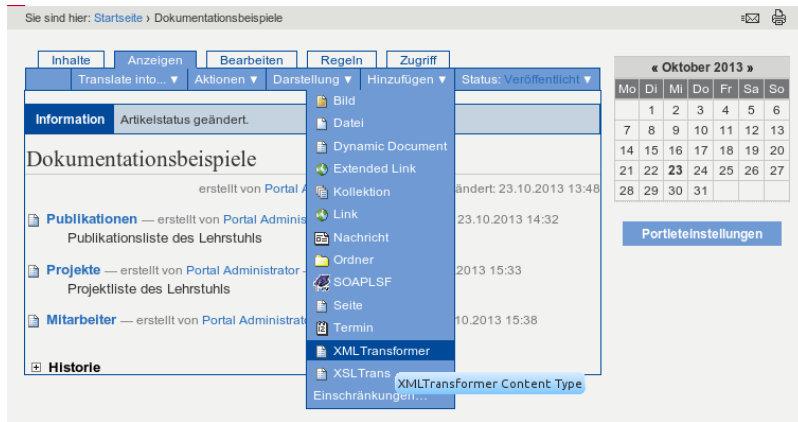 Sie sind hier: Startseite › Dokumentationsbeispiele
Inhalte Anzeigen Bearbeiten Regeln Zugriff
Translate into... ▼ Aktionen ▼ Darstellung ▼ Hinzufügen ▼ Status: Veröffentlicht ▼
Information Artikelstatus geändert.
Dokumentationsbeispiele
erstellt von Portal A
ändert: 23.10.2013 13:48
Publikationen — erstellt von Portal Adminis
23.10.2013 14:32
Publikationsliste des Lehrstuhls
Projekte — erstellt von Portal Administrator
2013 15:33
Projektliste des Lehrstuhls
Mitarbeiter — erstellt von Portal Administrat
10.2013 15:38
Historie
Bild
Datei
Dynamic Document
Extended Link
Kollektion
Link
Nachricht
Ordner
SOAPLSF
Seite
Termin
XMLTransformer
XSLTrans
XMLTransformer Content Type
Einschränkungen...
« Oktober 2013 »
Mo Di Mi Do Fr Sa So
1 2 3 4 5 6
7 8 9 10 11 12 13
14 15 16 17 18 19 20
21 22 23 24 25 26 27
28 29 30 31
Portleteinstellungen